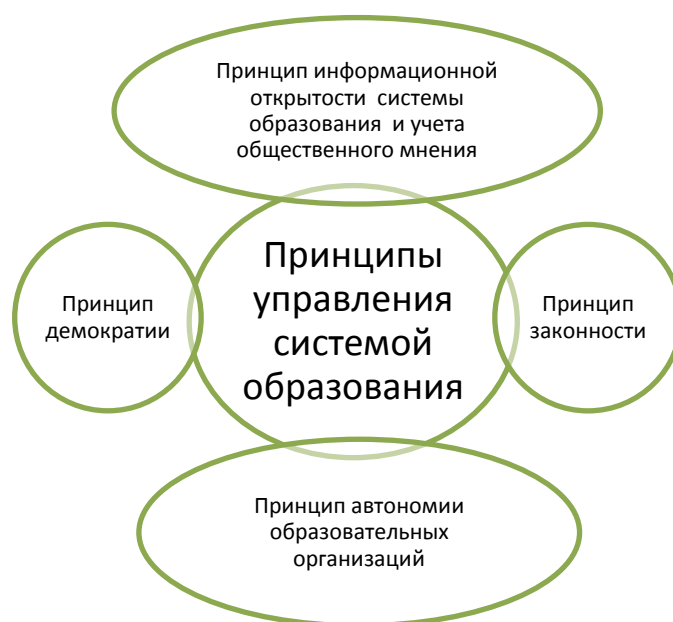 Принцип информационной
открытости системы
образования и учета
общественного мнения
Принципы
управления
системой
образования
Принцип
демократии
Принцип
законности
Принцип автономии
образовательных
организаций